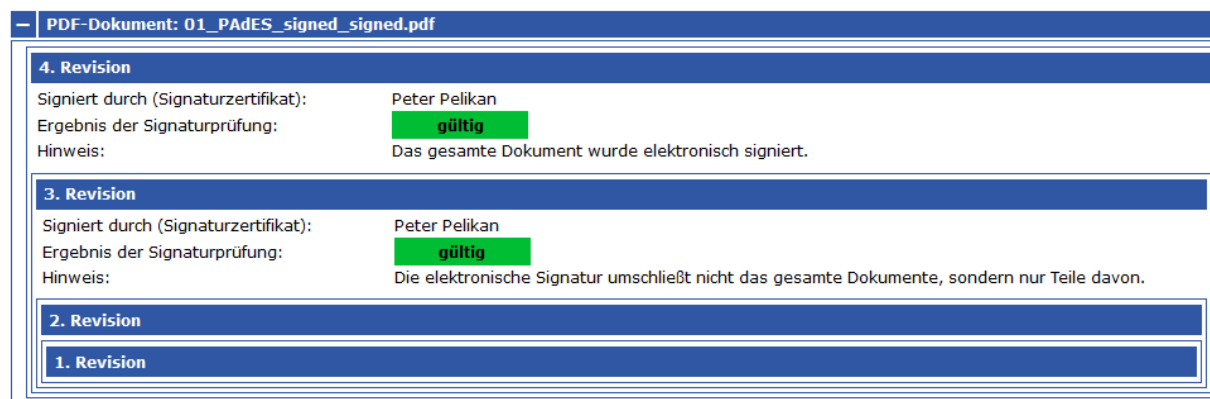 PDF-Dokument: 01_PAdES_signed_signed.pdf
4. Revision
Signiert durch (Signaturzertifikat): Peter Pelikan
Ergebnis der Signaturprüfung: gültig
Hinweis: Das gesamte Dokument wurde elektronisch signiert.
3. Revision
Signiert durch (Signaturzertifikat): Peter Pelikan
Ergebnis der Signaturprüfung: gültig
Hinweis: Die elektronische Signatur umschließt nicht das gesamte Dokumente, sondern nur Teile davon.
2. Revision
1. Revision